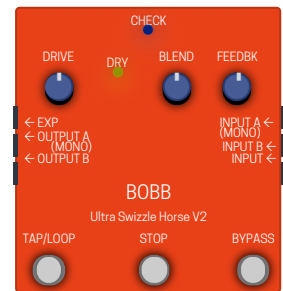 CHECK
DRIVE
DRY
BLEND
FEEDBK
← EXP
← OUTPUT A
(MONO)
← OUTPUT B
INPUT A ←
(MONO)
INPUT B ←
INPUT ←
BOBB
Ultra Swizzle Horse V2
TAP/LOOP
STOP
BYPASS